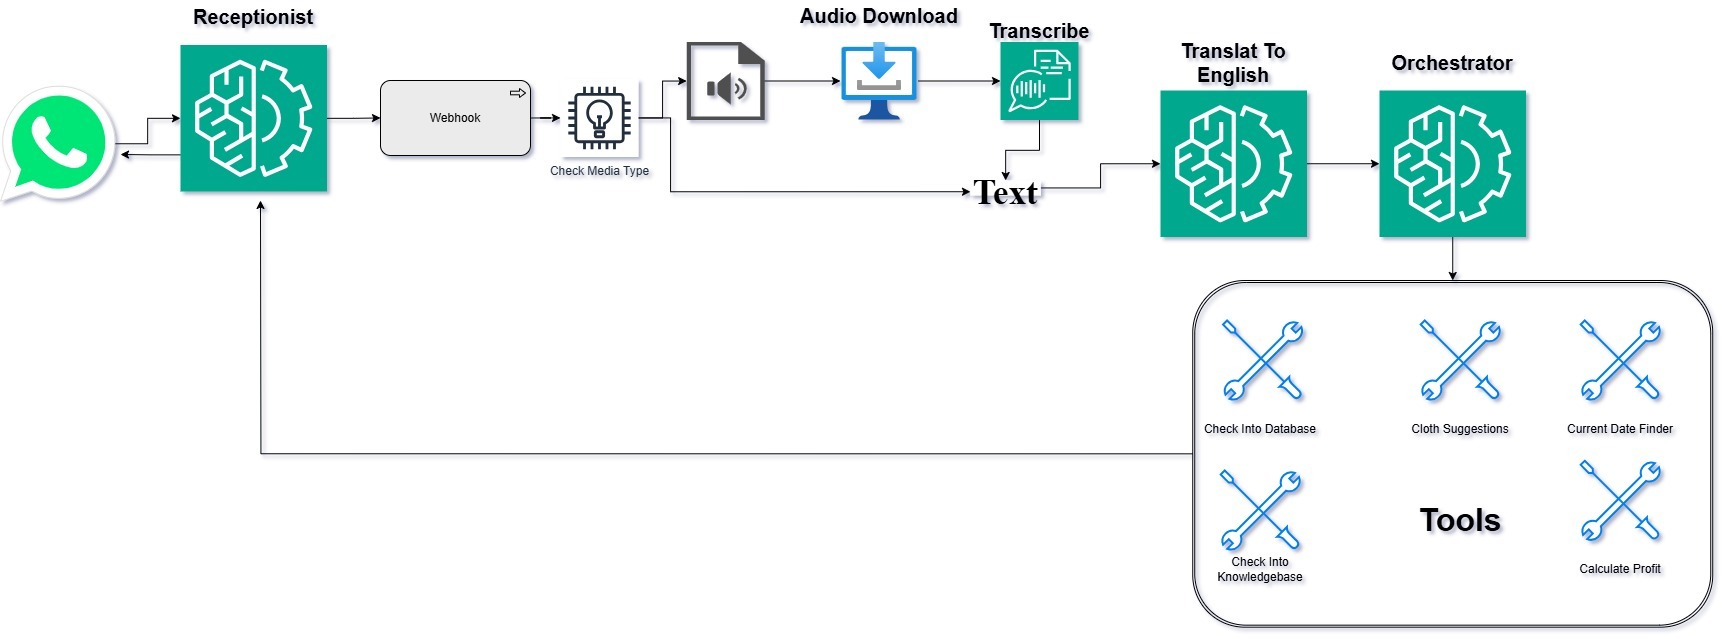 Receptionist
Audio Download
Transcribe
Translat To
English
Orchestrator
Webhook
Check Media Type
Text
Check Into Database
Cloth Suggestions
Current Date Finder
Tools
Check Into
Knowledgebase
Calculate Profit